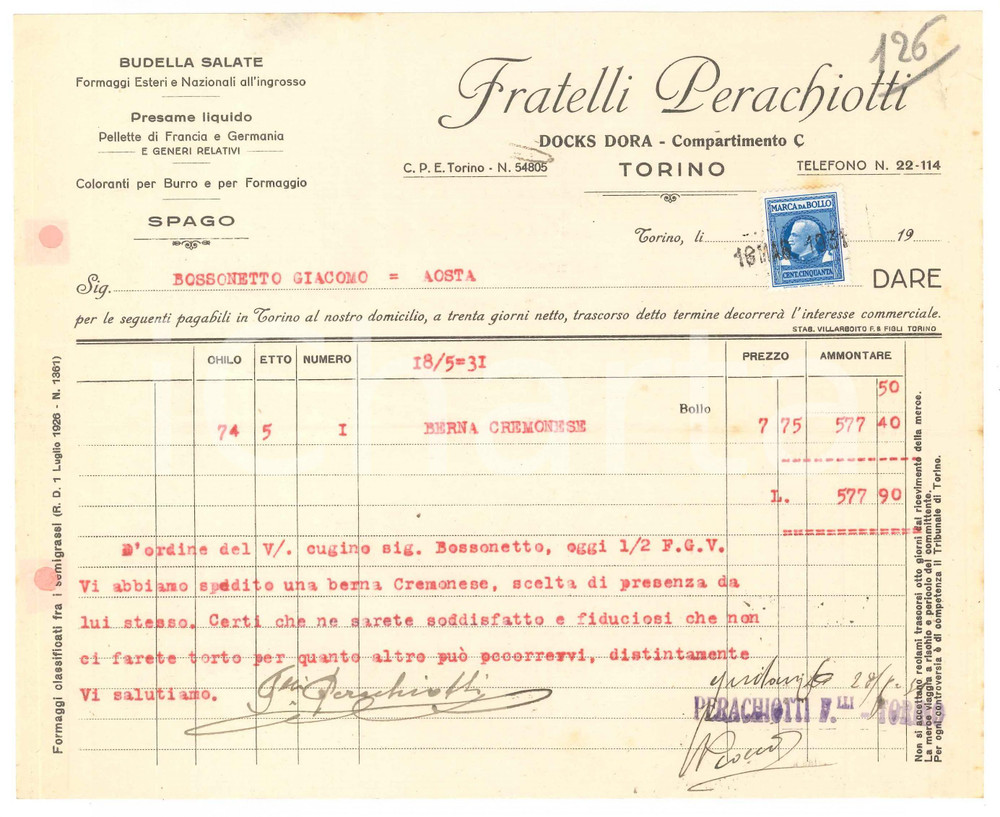 126
BUDELLA SALATE
Formaggi Esteri e Nazionali all'ingrosso
Presame liquido
Pellette di Francia e Germania
E GENERI RELATIVI
Coloranti per Burro e per Formaggio
SPAGO
Fratelli Perachiotti
DOCKS DORA - Compartimento C
C. P. E. Torino - N. 54805
TORINO
TELEFONO N. 22-114
MARCA DA BOLLO
CENT. CINQUANTA
Torino, li 19
1931
Sig. BOSSONETTO GIACOMO = AOSTA DARE
per le seguenti pagabili in Torino al nostro domicilio, a trenta giorni netto, trascorso detto termine decorrerà l'interesse commerciale.
STAB. VILLARBOITO F. & FIGLI TORINO
CHILO ETTO NUMERO 18/5=31 PREZZO AMMONTARE
Bollo 50
74 5 I BERNA CREMONESE 7 75 577 40
L. 577 90
D'ordine del V/. cugino sig. Bossonetto, oggi 1/2 F.G.V.
Vi abbiamo spedito una berna Cremonese, scelta di presenza da
lui stesso. Certi che ne sarete soddisfatto e fiduciosi che non
ci farete torto per quanto altro può occorrervi, distintamente
Vi salutiamo.
Flli Perachiotti
PERACHIOTTI F.LLI - TORINO
Formaggi classificati fra i semigrassi (R. D. 1 Luglio 1926 - N. 1361)
Non si accettano reclami trascorsi otto giorni dal ricevimento della merce.
La merce viaggia a rischio e pericolo del committente.
Per ogni controversia è di competenza il Tribunale di Torino.